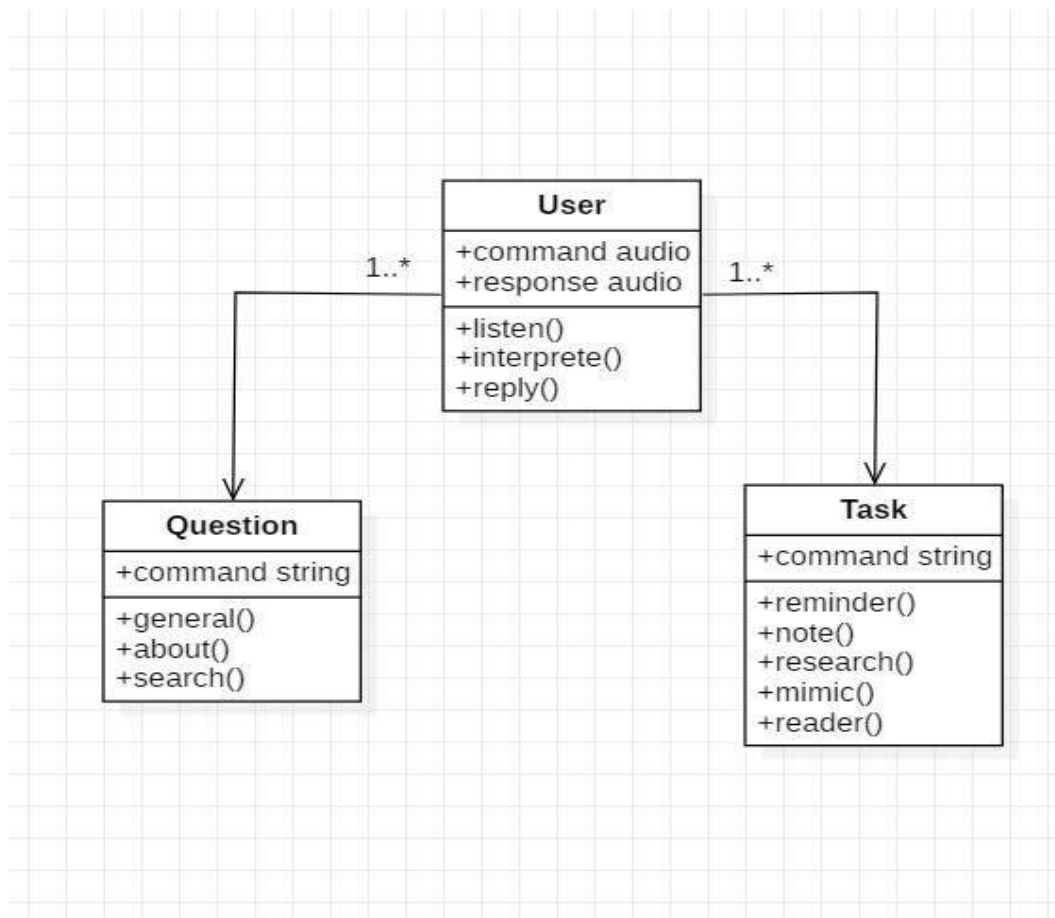 User
+command audio
+response audio
+listen()
+interprete()
+reply()
1..*
1..*
Question
+command string
+general()
+about()
+search()
Task
+command string
+reminder()
+note()
+research()
+mimic()
+reader()